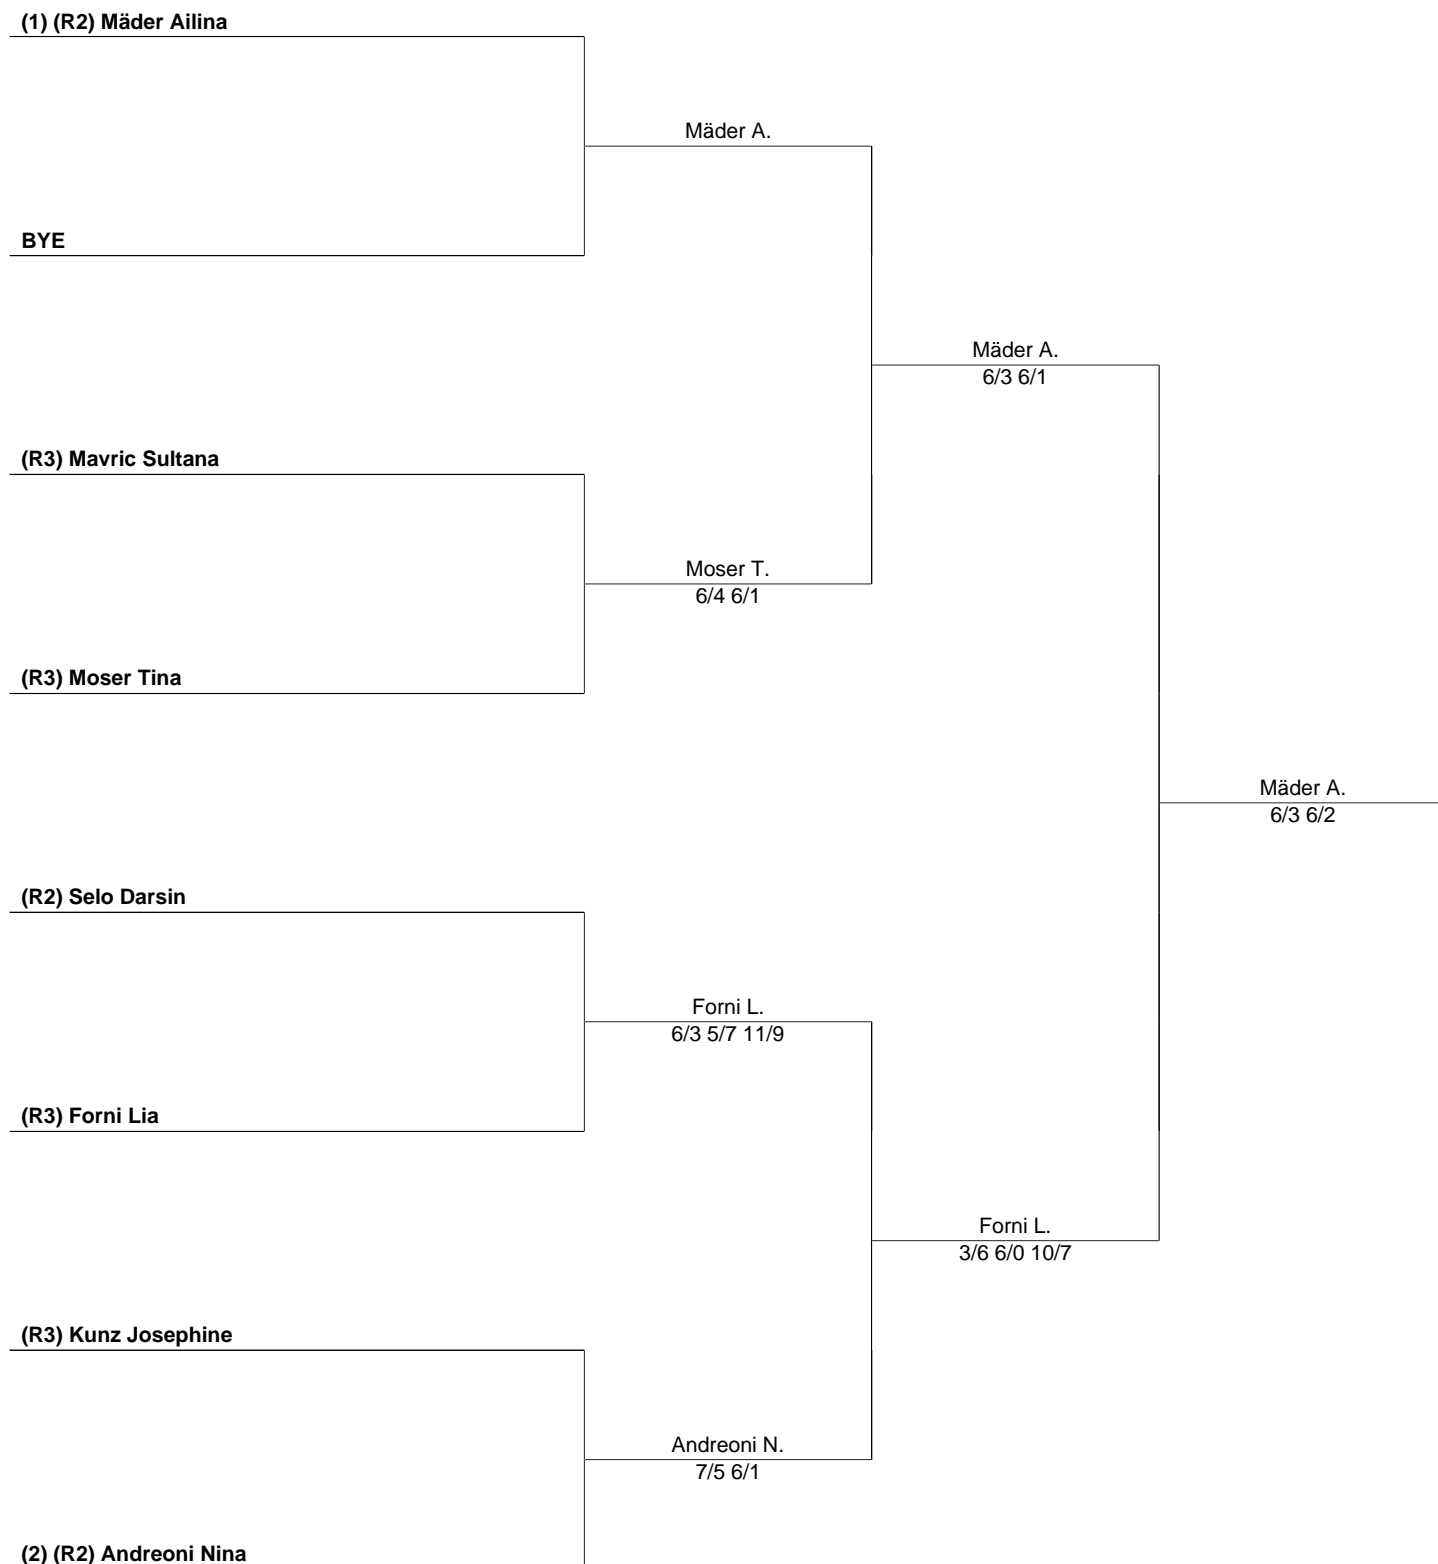 (1) (R2) Mäder Ailina
Mäder A.
BYE
Mäder A.
6/3 6/1
(R3) Mavric Sultana
Moser T.
6/4 6/1
(R3) Moser Tina
Mäder A.
6/3 6/2
(R2) Selo Darsin
Forni L.
6/3 5/7 11/9
(R3) Forni Lia
Forni L.
3/6 6/0 10/7
(R3) Kunz Josephine
Andreoni N.
7/5 6/1
(2) (R2) Andreoni Nina